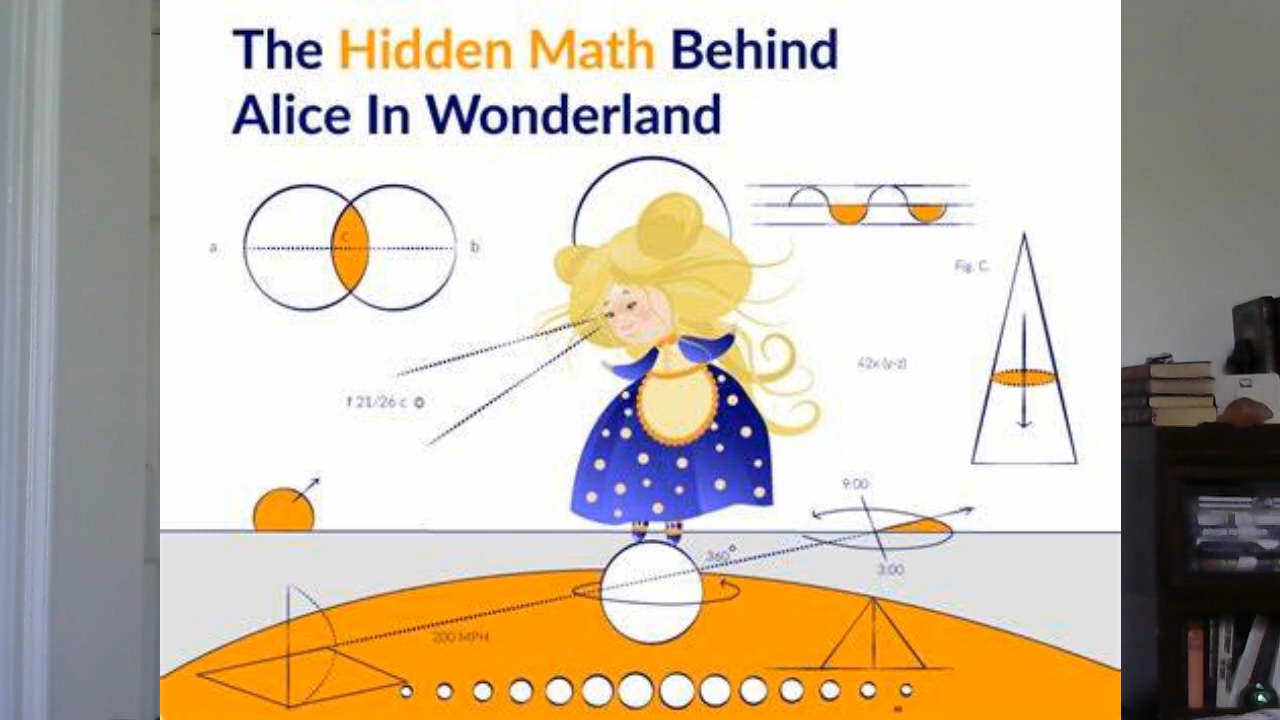 The Hidden Math Behind
Alice In Wonderland
a
c
b
Fig. C.
42x (y-z)
f 21/26 c
9:00
360°
3:00
200 MPH